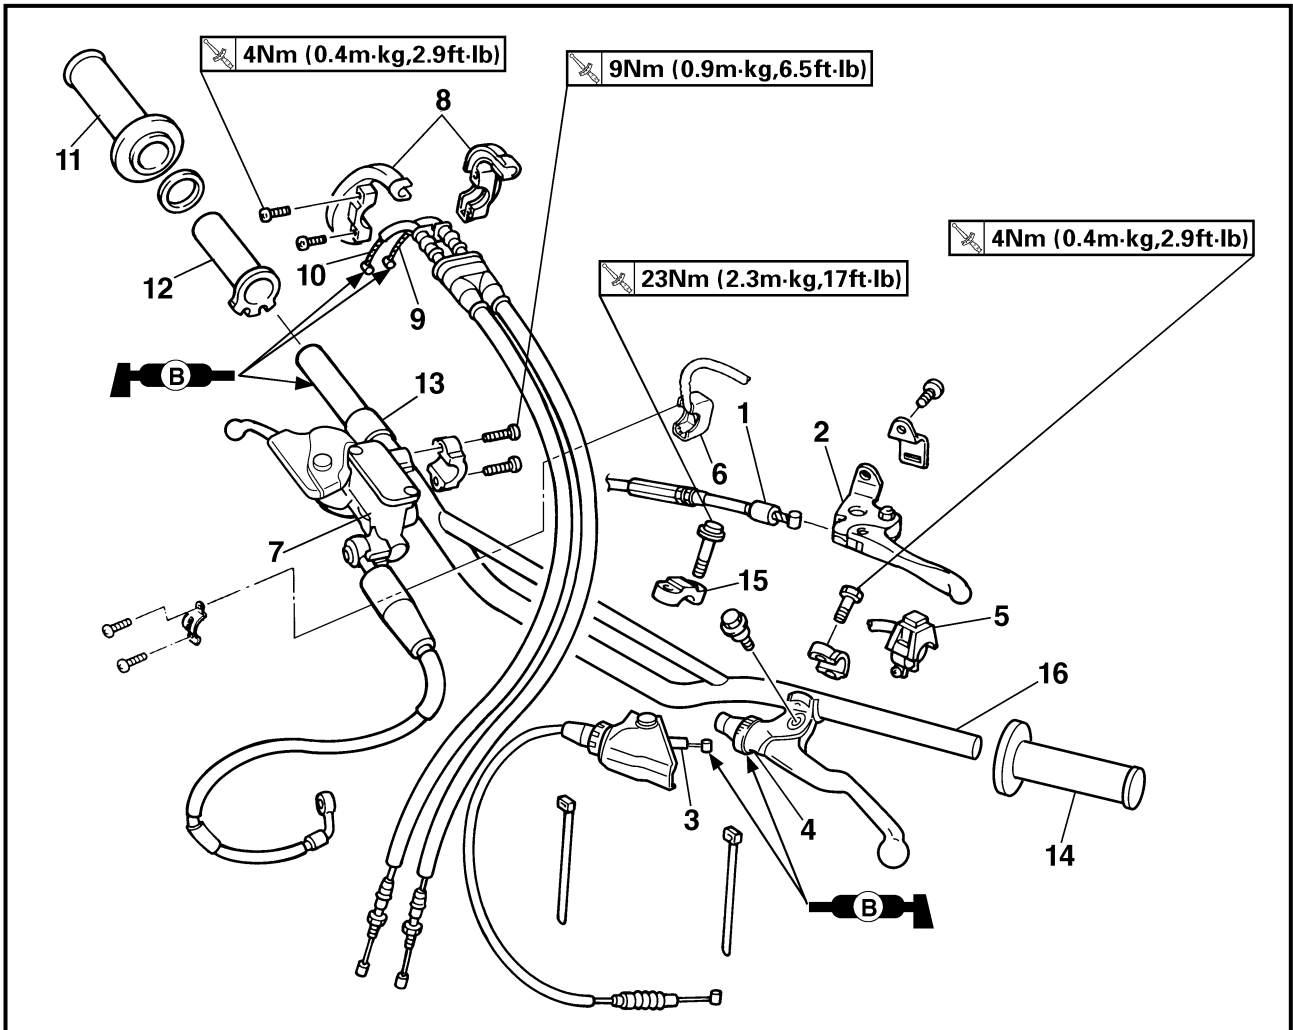 4Nm (0.4m·kg,2.9ft·lb)
9Nm (0.9m·kg,6.5ft·lb)
8
11
4Nm (0.4m·kg,2.9ft·lb)
10
23Nm (2.3m·kg,17ft·lb)
12
9
B
13
1
2
6
7
15
5
16
3
4
14
B